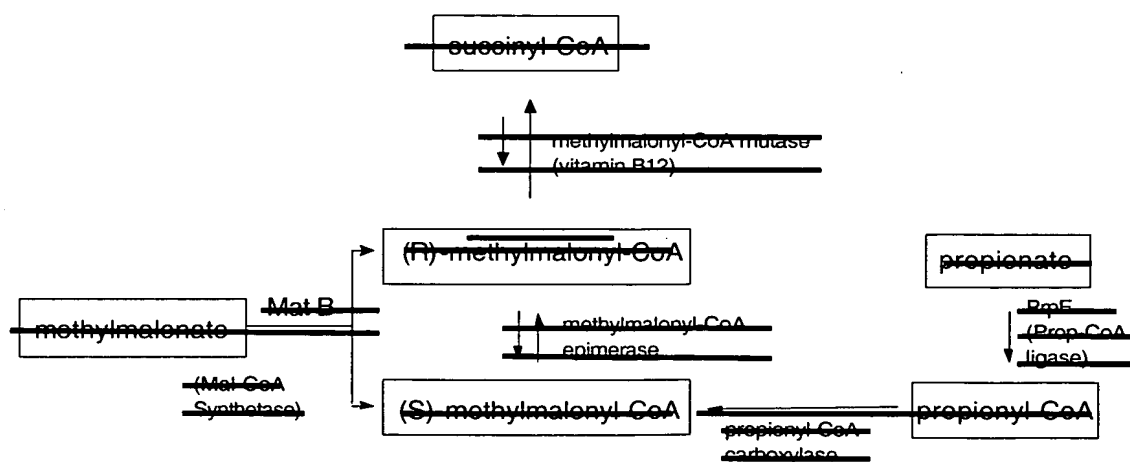 succinyl-CoA
methylmalonyl-CoA mutase
(vitamin B12)
(R)-methylmalonyl-CoA
propionate
Mat B
methylmalonate
methylmalonyl-CoA
epimerase
(Prop-CoA
ligase)
(Mal-CoA
Synthetase)
(S)-methylmalonyl-CoA
propionyl-CoA
propionyl-CoA
carboxylase